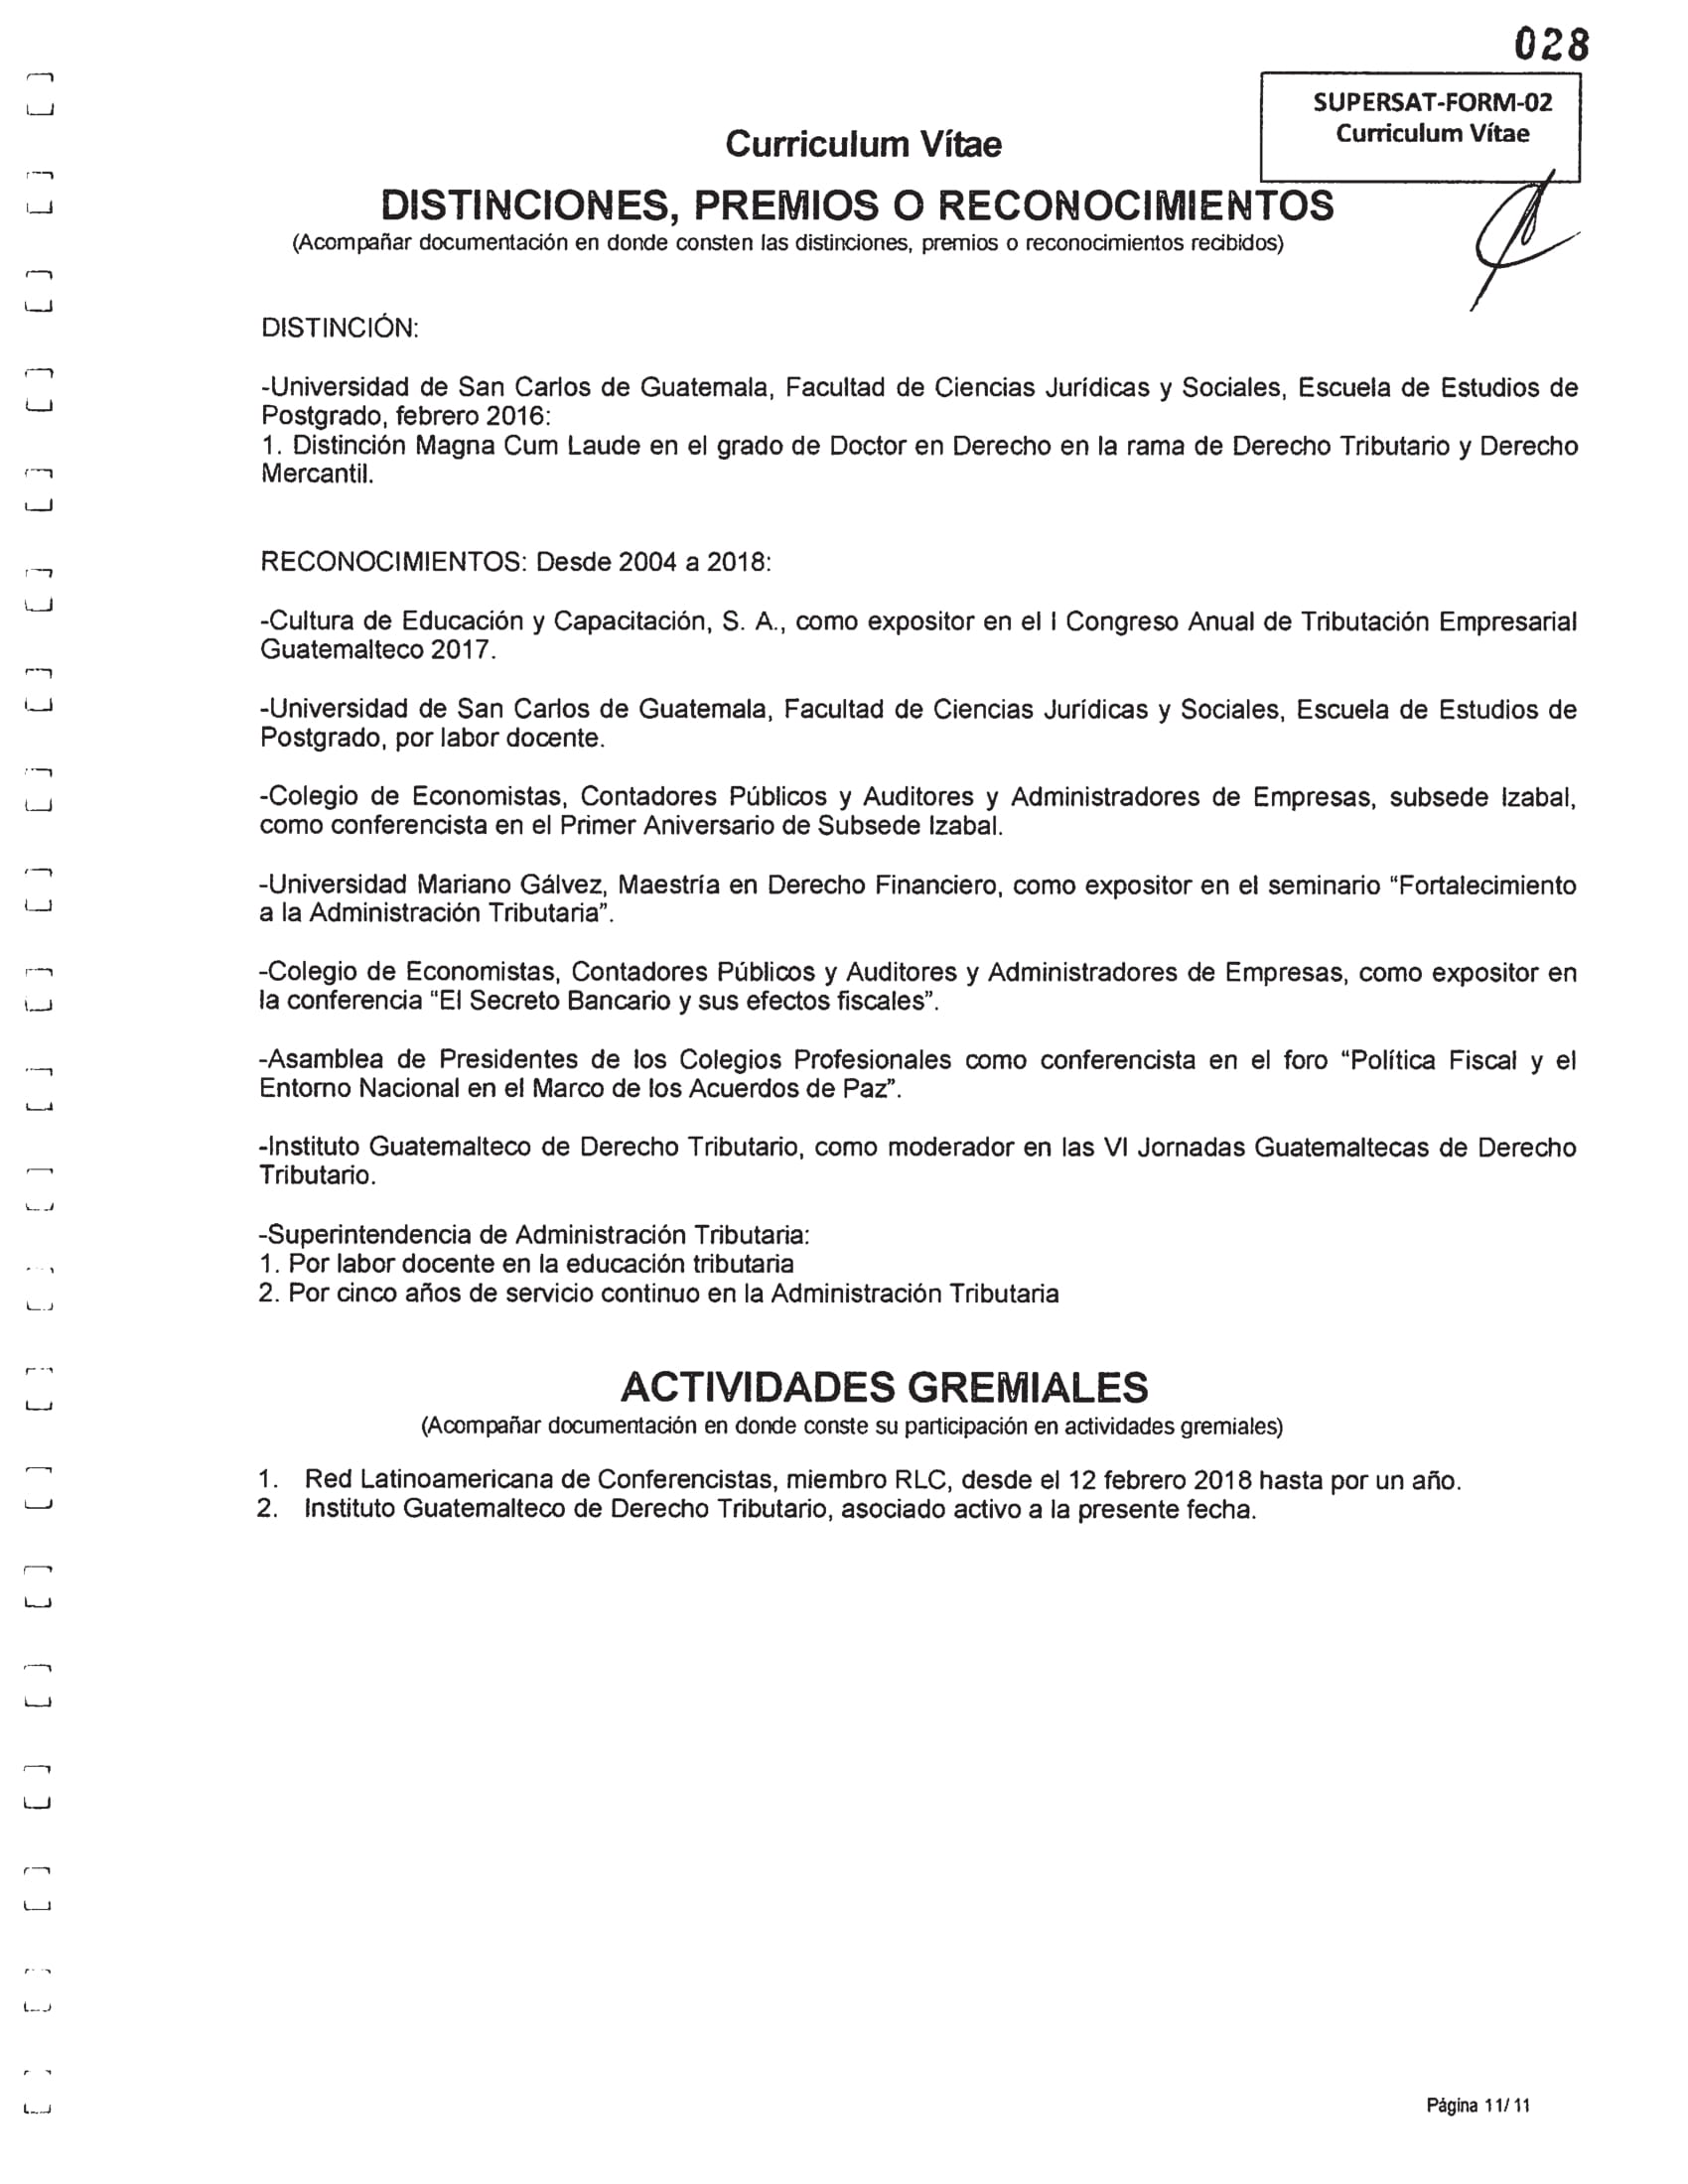 028
SUPERSAT-FORM-02
Curriculum Vítae
Curriculum Vítae
DISTINCIONES, PREMIOS O RECONOCIMIENTOS
(Acompañar documentación en donde consten las distinciones, premios o reconocimientos recibidos)
DISTINCIÓN:
-Universidad de San Carlos de Guatemala, Facultad de Ciencias Jurídicas y Sociales, Escuela de Estudios de
Postgrado, febrero 2016:
1. Distinción Magna Cum Laude en el grado de Doctor en Derecho en la rama de Derecho Tributario y Derecho
Mercantil.
RECONOCIMIENTOS: Desde 2004 a 2018:
-Cultura de Educación y Capacitación, S. A., como expositor en el I Congreso Anual de Tributación Empresarial
Guatemalteco 2017.
-Universidad de San Carlos de Guatemala, Facultad de Ciencias Jurídicas y Sociales, Escuela de Estudios de
Postgrado, por labor docente.
-Colegio de Economistas, Contadores Públicos y Auditores y Administradores de Empresas, subsede Izabal,
como conferencista en el Primer Aniversario de Subsede Izabal.
-Universidad Mariano Gálvez, Maestría en Derecho Financiero, como expositor en el seminario “Fortalecimiento
a la Administración Tributaria”.
-Colegio de Economistas, Contadores Públicos y Auditores y Administradores de Empresas, como expositor en
la conferencia “El Secreto Bancario y sus efectos fiscales”.
-Asamblea de Presidentes de los Colegios Profesionales como conferencista en el foro “Política Fiscal y el
Entorno Nacional en el Marco de los Acuerdos de Paz”.
-Instituto Guatemalteco de Derecho Tributario, como moderador en las VI Jornadas Guatemaltecas de Derecho
Tributario.
-Superintendencia de Administración Tributaria:
1. Por labor docente en la educación tributaria
2. Por cinco años de servicio continuo en la Administración Tributaria
ACTIVIDADES GREMIALES
(Acompañar documentación en donde conste su participación en actividades gremiales)
1. Red Latinoamericana de Conferencistas, miembro RLC, desde el 12 febrero 2018 hasta por un año.
2. Instituto Guatemalteco de Derecho Tributario, asociado activo a la presente fecha.
Página 11/ 11